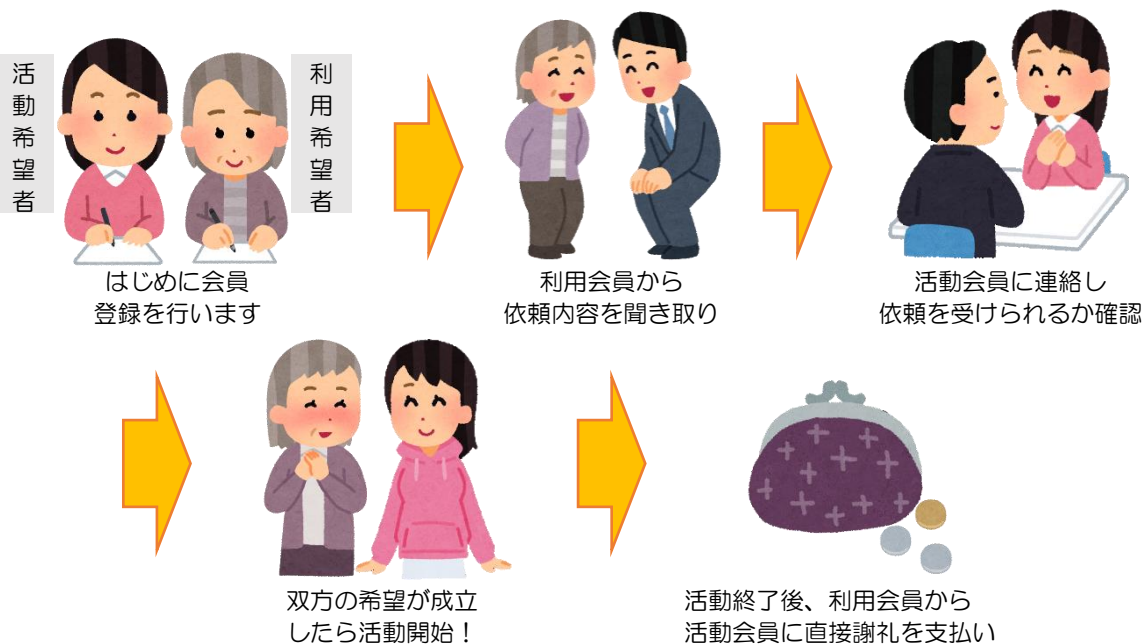 活動希望者
利用希望者
はじめに会員
登録を行います
利用会員から
依頼内容を聞き取り
活動会員に連絡し
依頼を受けられるか確認
双方の希望が成立
したら活動開始！
活動終了後、利用会員から
活動会員に直接謝礼を支払い